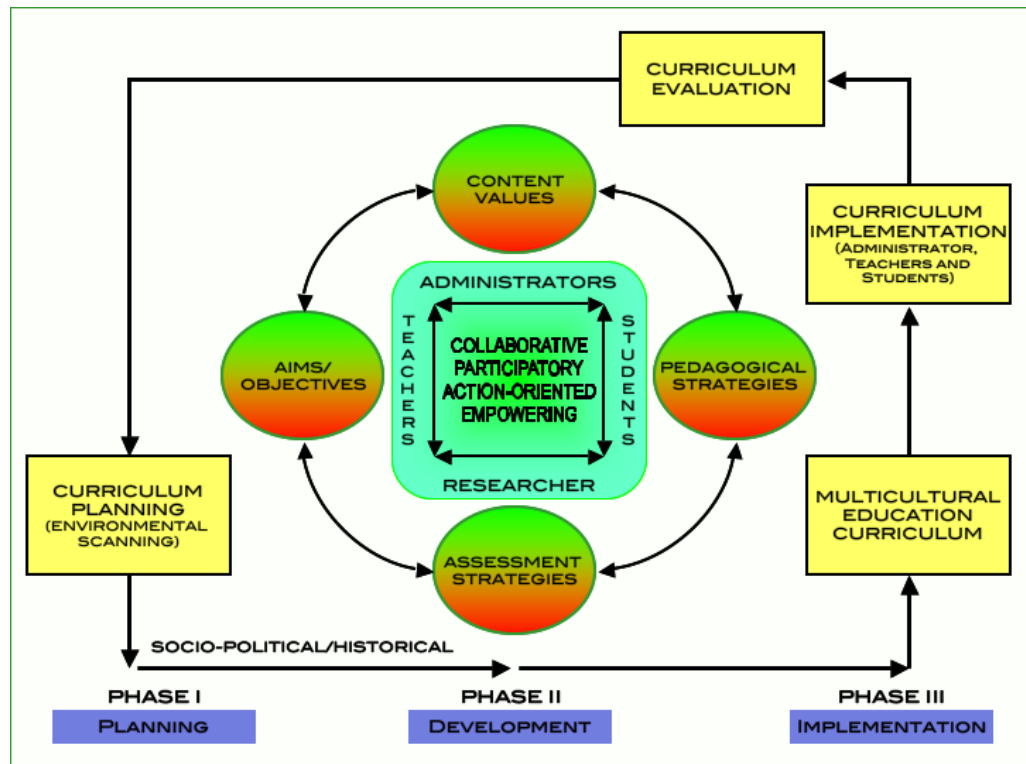 CURRICULUM
EVALUATION
CONTENT
VALUES
CURRICULUM
IMPLEMENTATION
(ADMINISTRATOR,
TEACHERS AND
STUDENTS)
ADMINISTRATORS
TEACHERS
STUDENTS
COLLABORATIVE
PARTICIPATORY
ACTION-ORIENTED
EMPOWERING
RESEARCHER
AIMS/
OBJECTIVES
PEDAGOGICAL
STRATEGIES
CURRICULUM
PLANNING
(ENVIRONMENTAL
SCANNING)
ASSESSMENT
STRATEGIES
MULTICULTURAL
EDUCATION
CURRICULUM
SOCIO-POLITICAL/HISTORICAL
PHASE I
PLANNING
PHASE II
DEVELOPMENT
PHASE III
IMPLEMENTATION